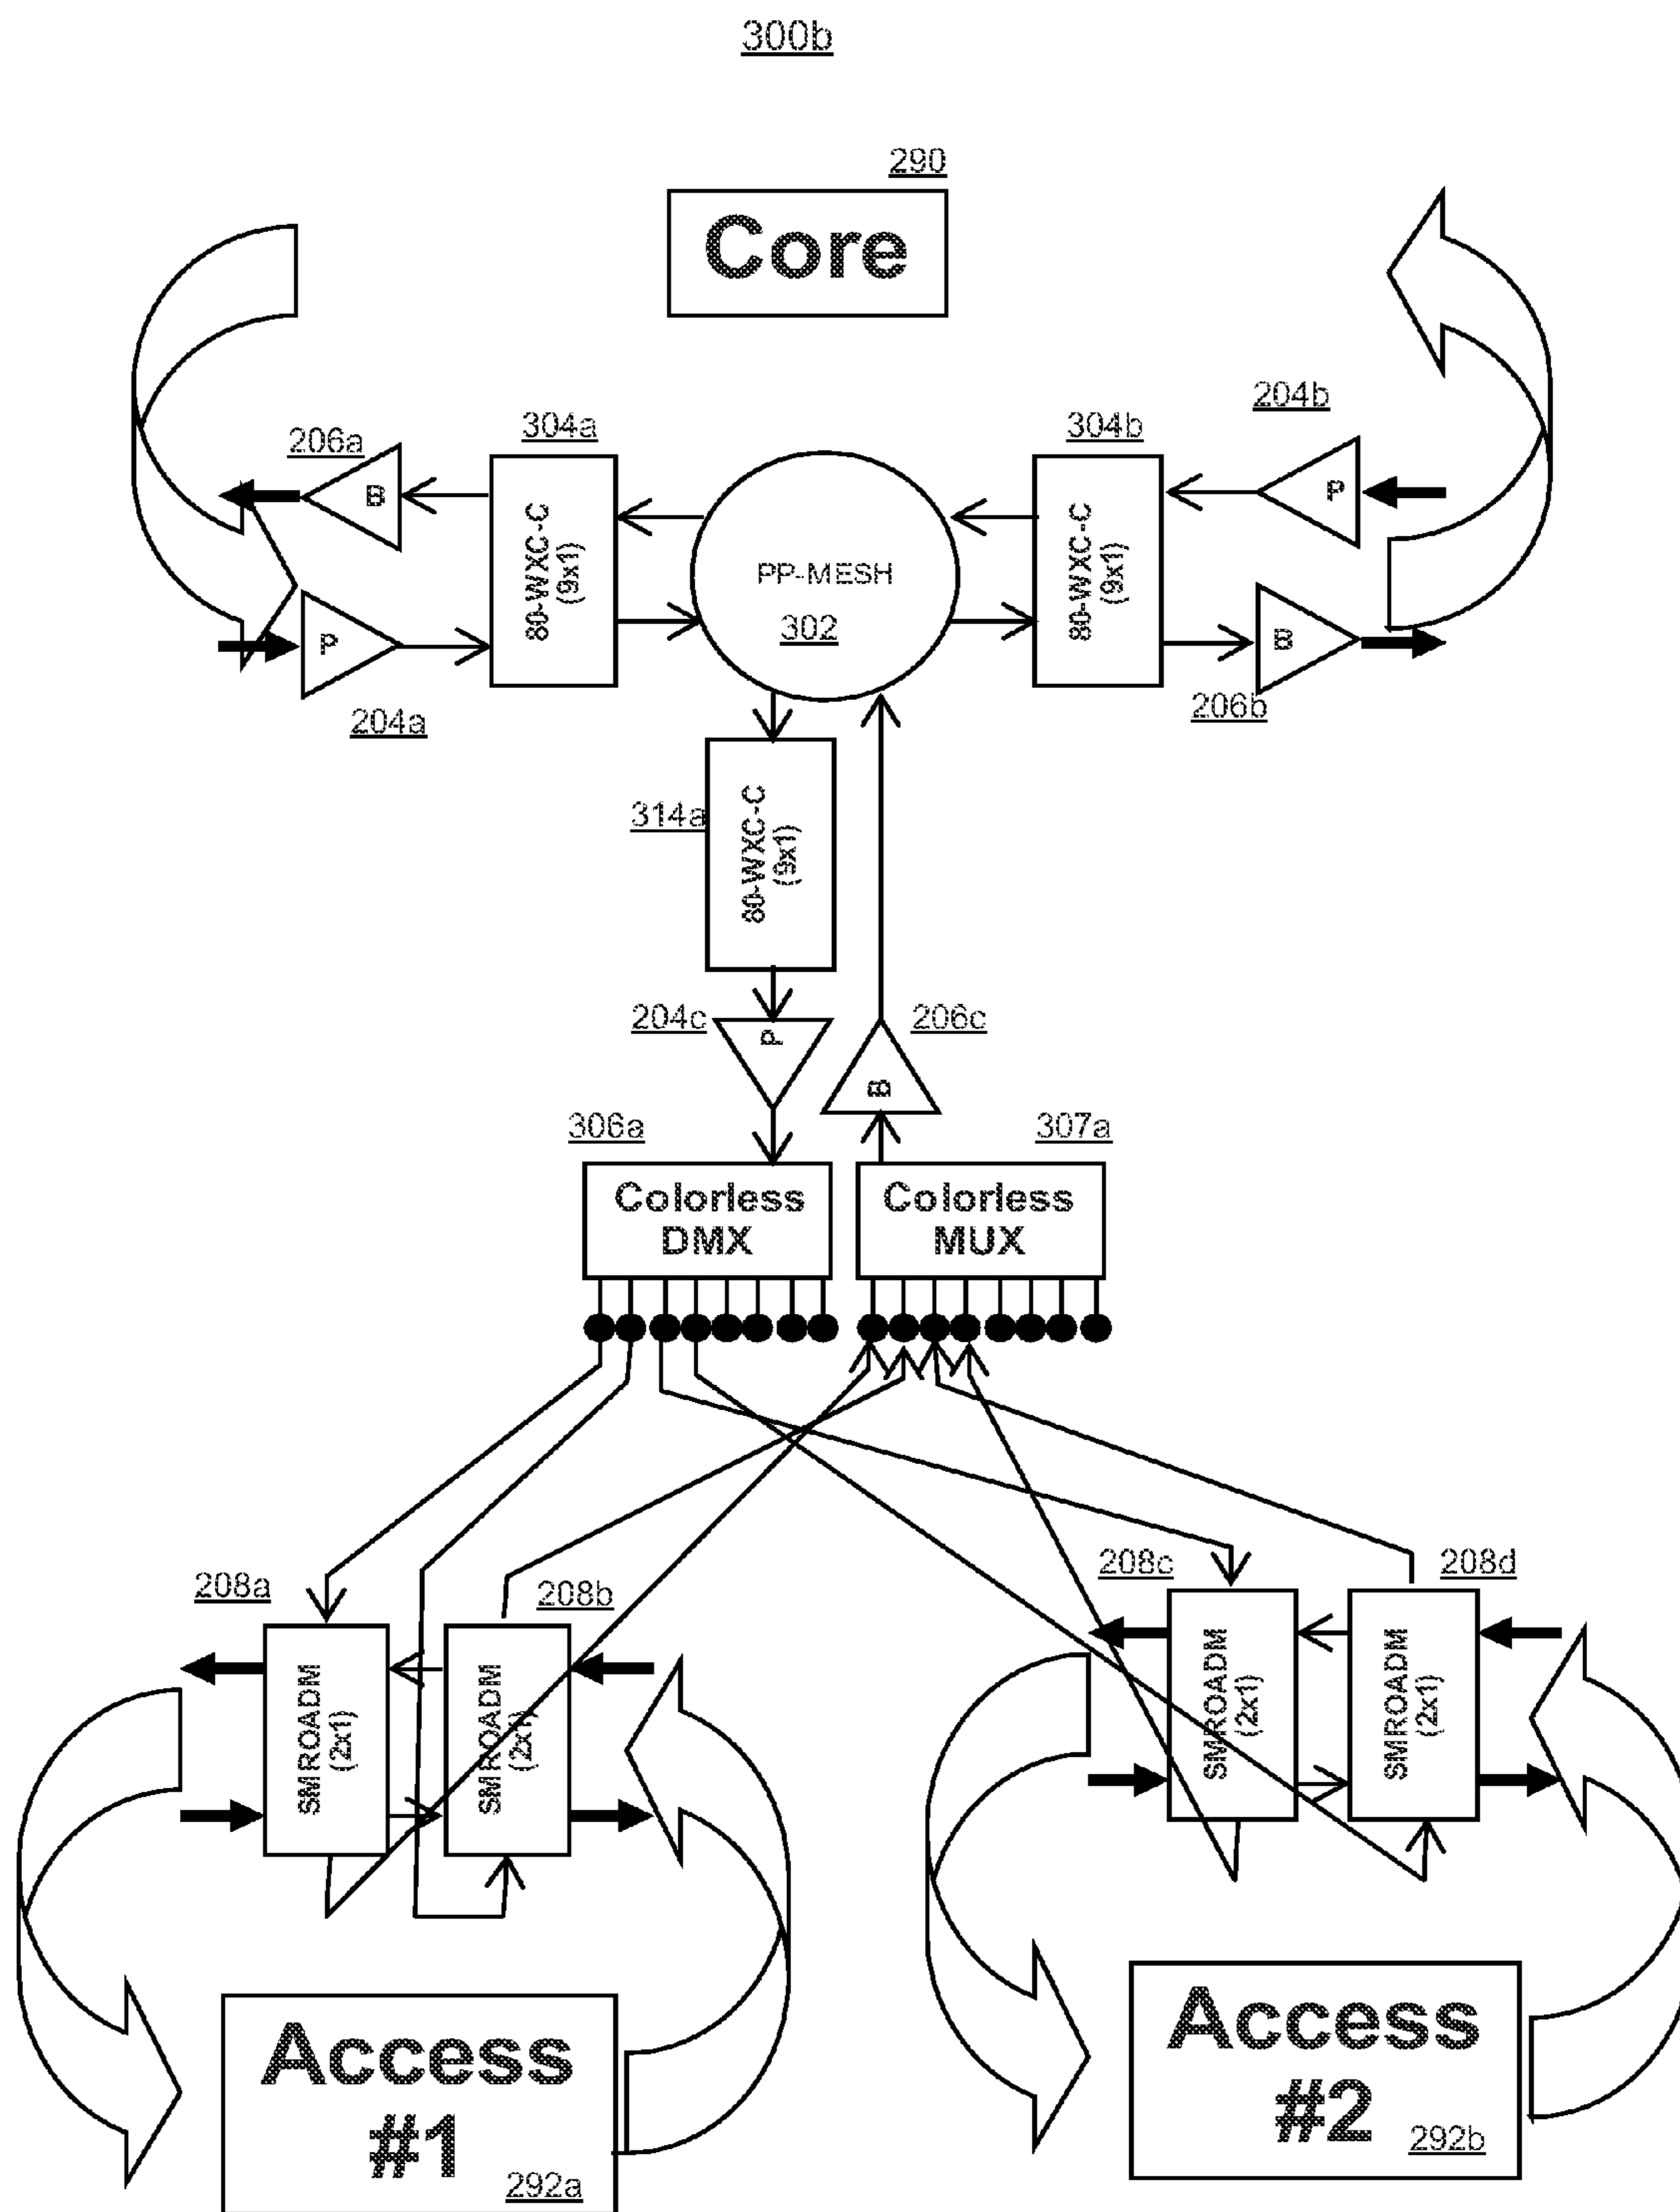 300b
290
Core
204b
304a
304b
206a
B
P
80-WXC-C
(9x1)
PP-MESH
302
80-WXC-C
(9x1)
P
B
204a
206b
314a
80-WXC-C
(9x1)
204c
P
206c
B
306a
307a
Colorless
DMX
Colorless
MUX
208a
208b
208c
208d
SMROADM
(2x1)
SMROADM
(2x1)
SMROADM
(2x1)
SMROADM
(2x1)
Access
#1
292a
Access
#2
292b